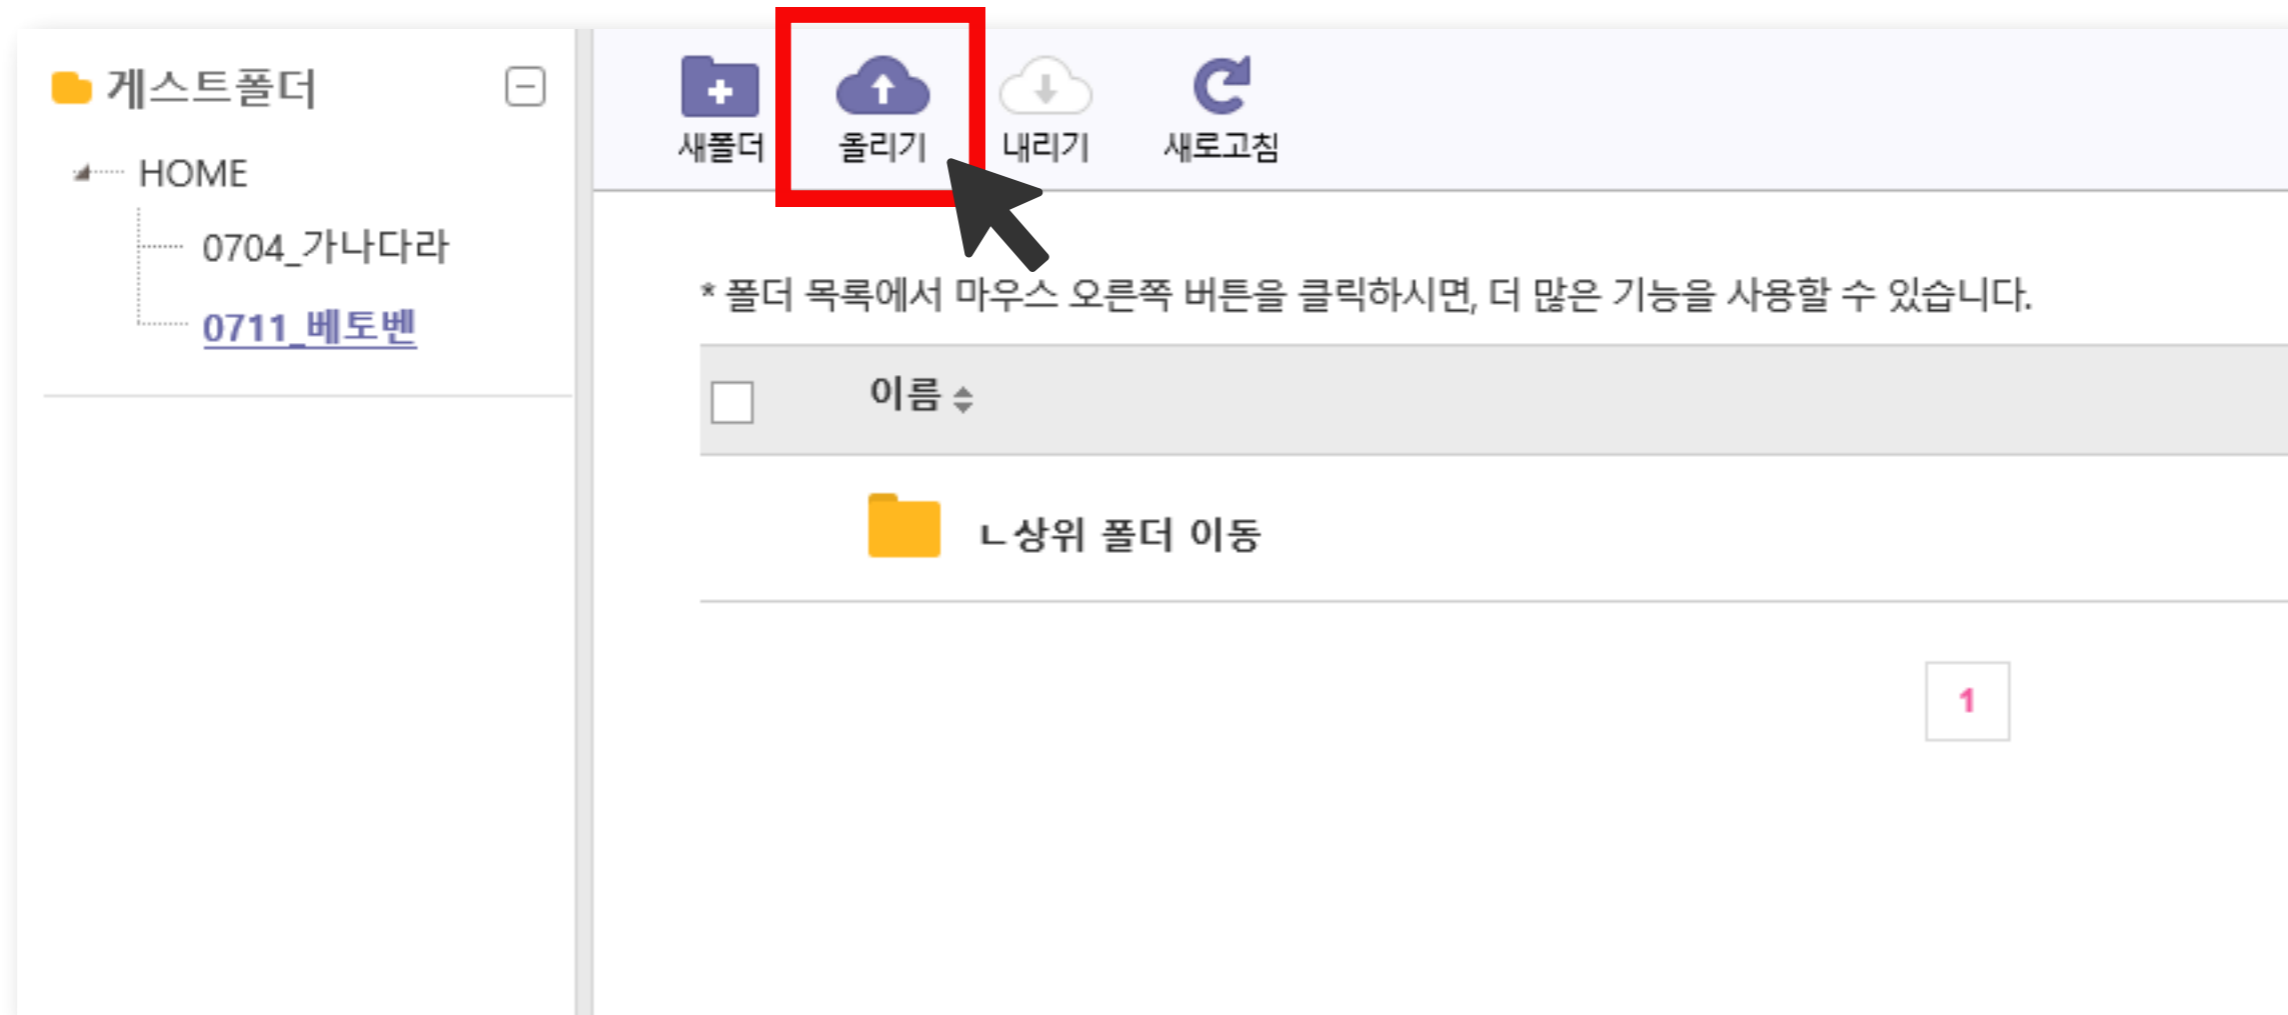 게스트폴더
HOME
0704_가나다라
0711_베토벤
새폴더 올리기 내리기 새로고침
* 폴더 목록에서 마우스 오른쪽 버튼을 클릭하시면, 더 많은 기능을 사용할 수 있습니다.
이름
ㄴ상위 폴더 이동
1